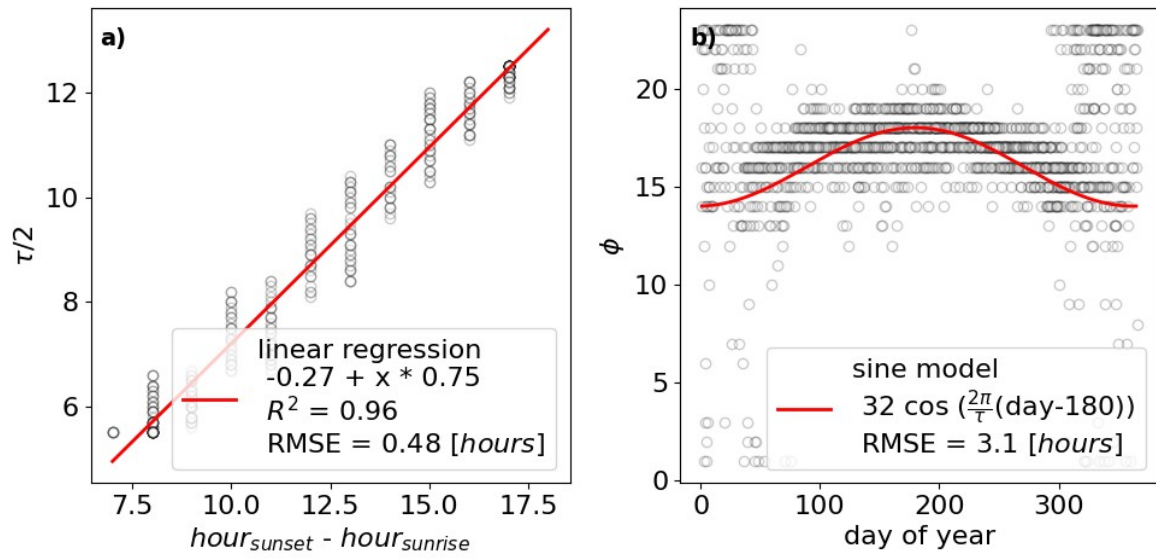 a)
τ/2
12
10
8
6
linear regression
-0.27 + x * 0.75
R² = 0.96
RMSE = 0.48 [hours]
7.5 10.0 12.5 15.0 17.5
hour_sunset - hour_sunrise
b)
ϕ
20
15
10
5
0
sine model
32 cos (2π/τ(day-180))
RMSE = 3.1 [hours]
0 100 200 300
day of year